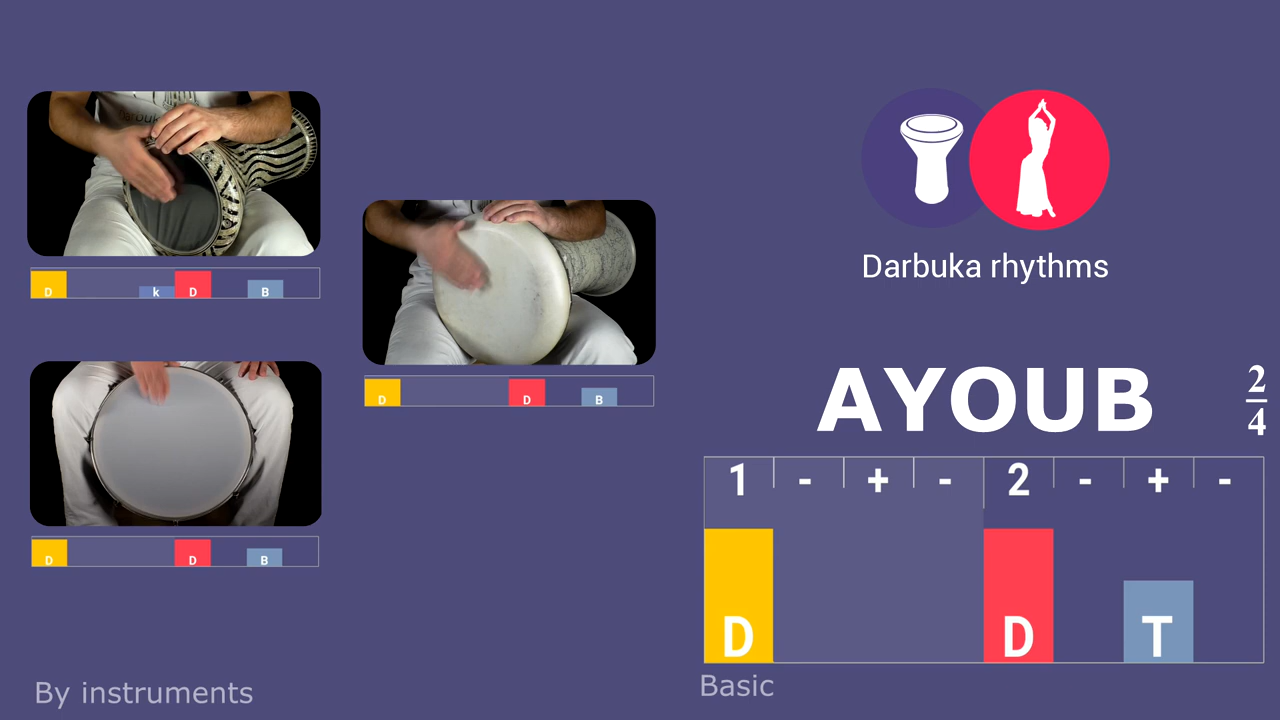 D k D B
D D B
D D B
By instruments
Darbuka rhythms
AYOUB
2
4
1 - + - 2 - + -
D D T
Basic